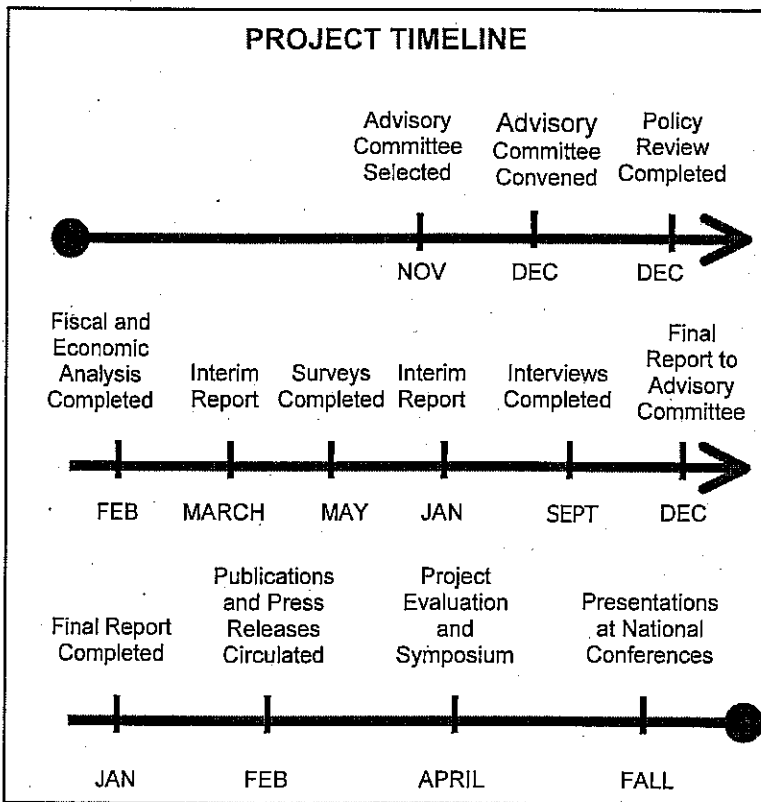 PROJECT TIMELINE
Advisory
Committee
Selected
Advisory
Committee
Convened
Policy
Review
Completed
NOV
DEC
DEC
Fiscal and
Economic
Analysis
Completed
Interim
Report
Surveys
Completed
Interim
Report
Interviews
Completed
Final
Report to
Advisory
Committee
FEB
MARCH
MAY
JAN
SEPT
DEC
Final Report
Completed
Publications
and Press
Releases
Circulated
Project
Evaluation
and
Symposium
Presentations
at National
Conferences
JAN
FEB
APRIL
FALL